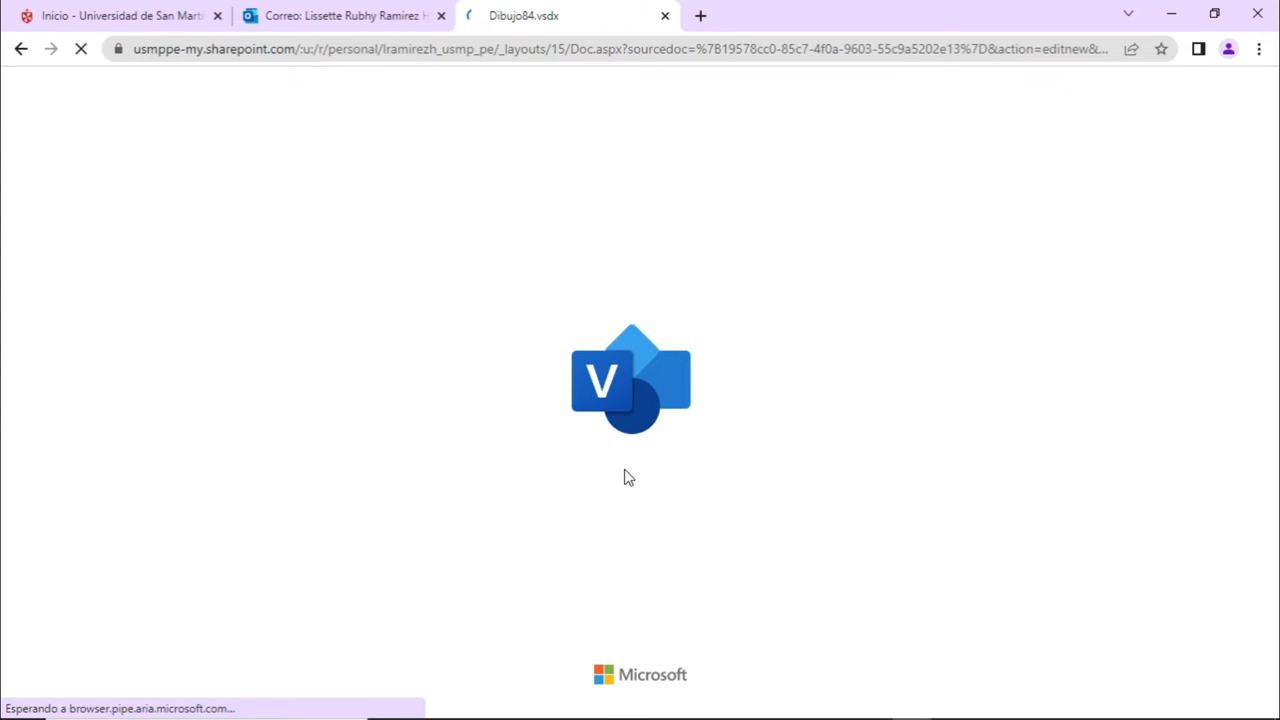 Inicio - Universidad de San Marti
Correo: Lissette Rubhy Ramirez H
Dibujo84.vsdx
usmppe-my.sharepoint.com/:u:/r/personal/lramirezh_usmp_pe/_layouts/15/Doc.aspx?sourcedoc=%7B19578cc0-85c7-4f0a-9603-55c9a5202e13%7D&action=editnew&...
V
Microsoft
Esperando a browser.pipe.aria.microsoft.com...